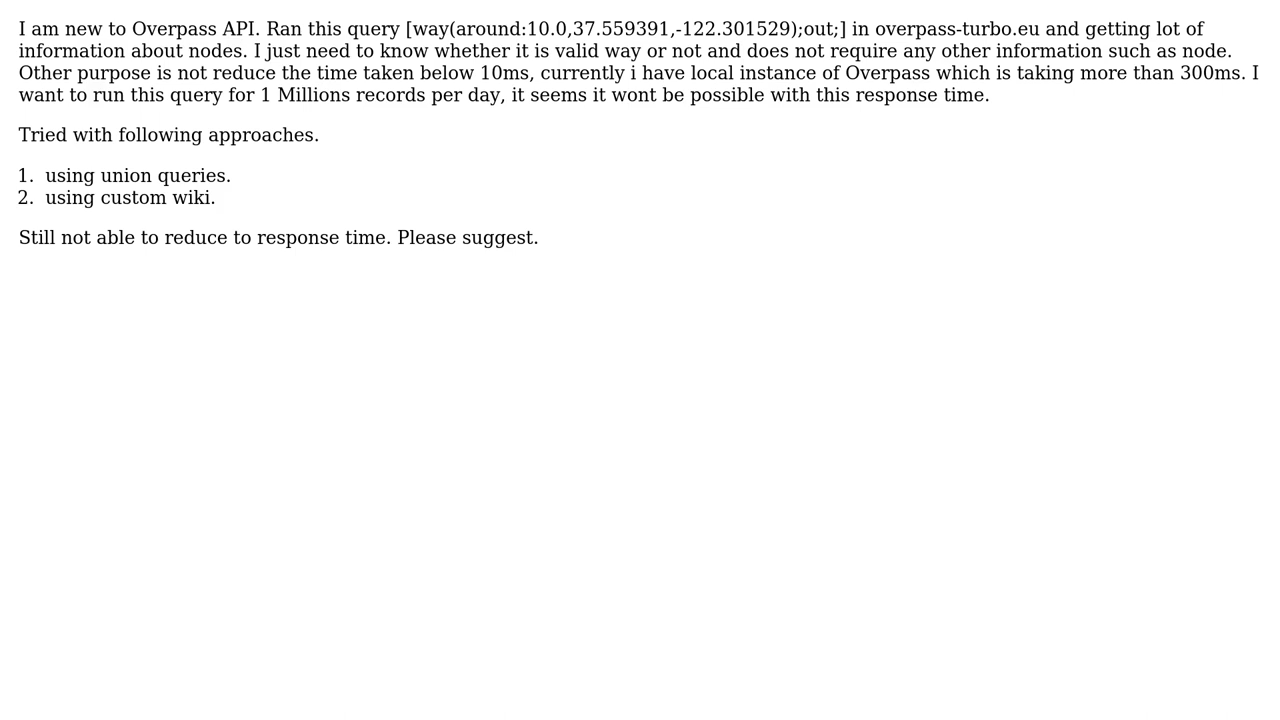 I am new to Overpass API. Ran this query [way(around:10.0,37.559391,-122.301529);out;] in overpass-turbo.eu and getting lot of
information about nodes. I just need to know whether it is valid way or not and does not require any other information such as node.
Other purpose is not reduce the time taken below 10ms, currently i have local instance of Overpass which is taking more than 300ms. I
want to run this query for 1 Millions records per day, it seems it wont be possible with this response time.
Tried with following approaches.
1. using union queries.
2. using custom wiki.
Still not able to reduce to response time. Please suggest.